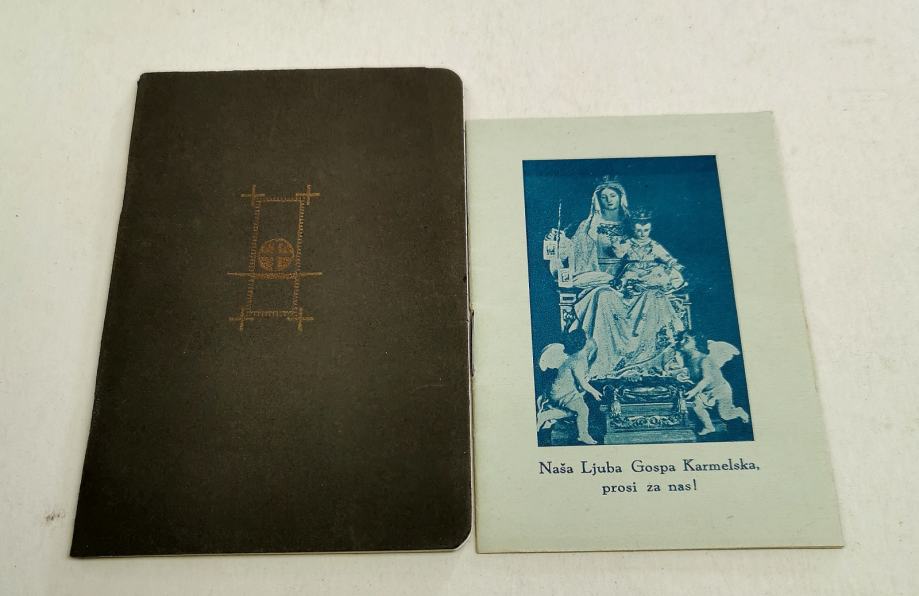 Naša Ljuba Gospa Karmelska,
prosi za nas!